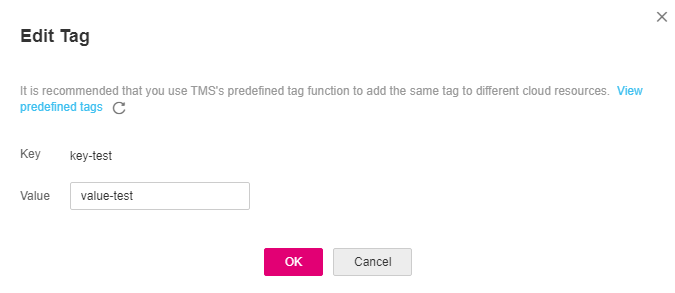 Edit Tag
It is recommended that you use TMS's predefined tag function to add the same tag to different cloud resources. View
predefined tags
Key key-test
Value value-test
OK Cancel